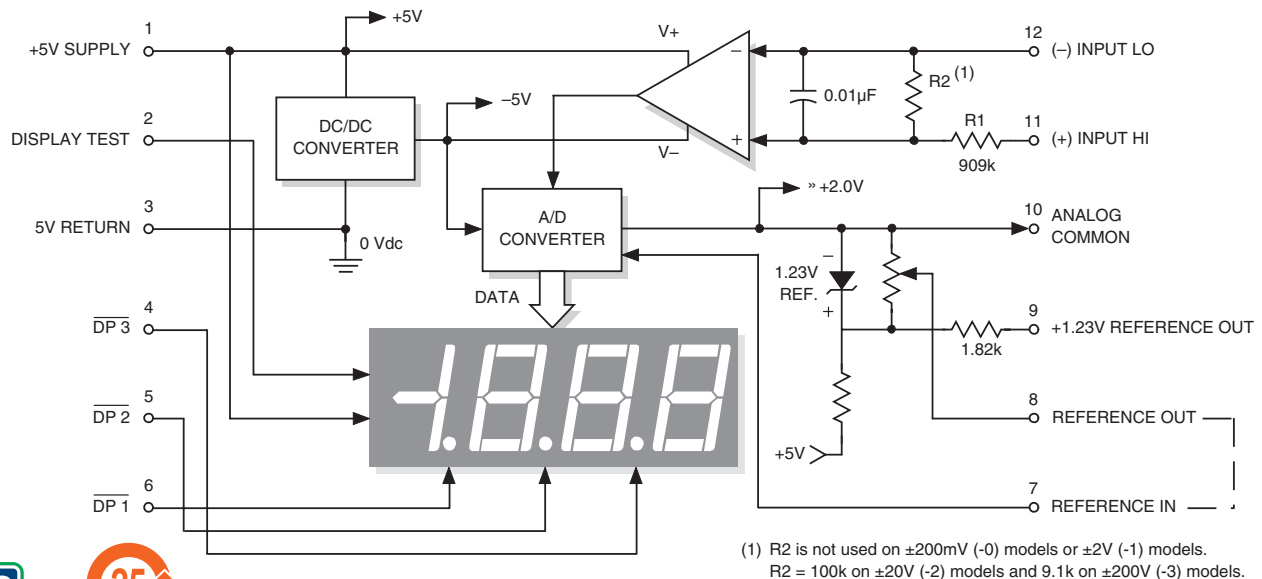 1
+5V SUPPLY
2
DISPLAY TEST
3
5V RETURN
4
DP 3
5
DP 2
6
DP 1
+5V
DC/DC
CONVERTER
0 Vdc
–5V
V+
V–
–
+
A/D
CONVERTER
DATA
-1.8.8.8
0.01µF
R2 (1)
R1
909k
12
(–) INPUT LO
11
(+) INPUT HI
» +2.0V
10
ANALOG
COMMON
–
1.23V
REF.
+
9
+1.23V REFERENCE OUT
1.82k
8
REFERENCE OUT
+5V
7
REFERENCE IN
(1) R2 is not used on ±200mV (-0) models or ±2V (-1) models.
R2 = 100k on ±20V (-2) models and 9.1k on ±200V (-3) models.